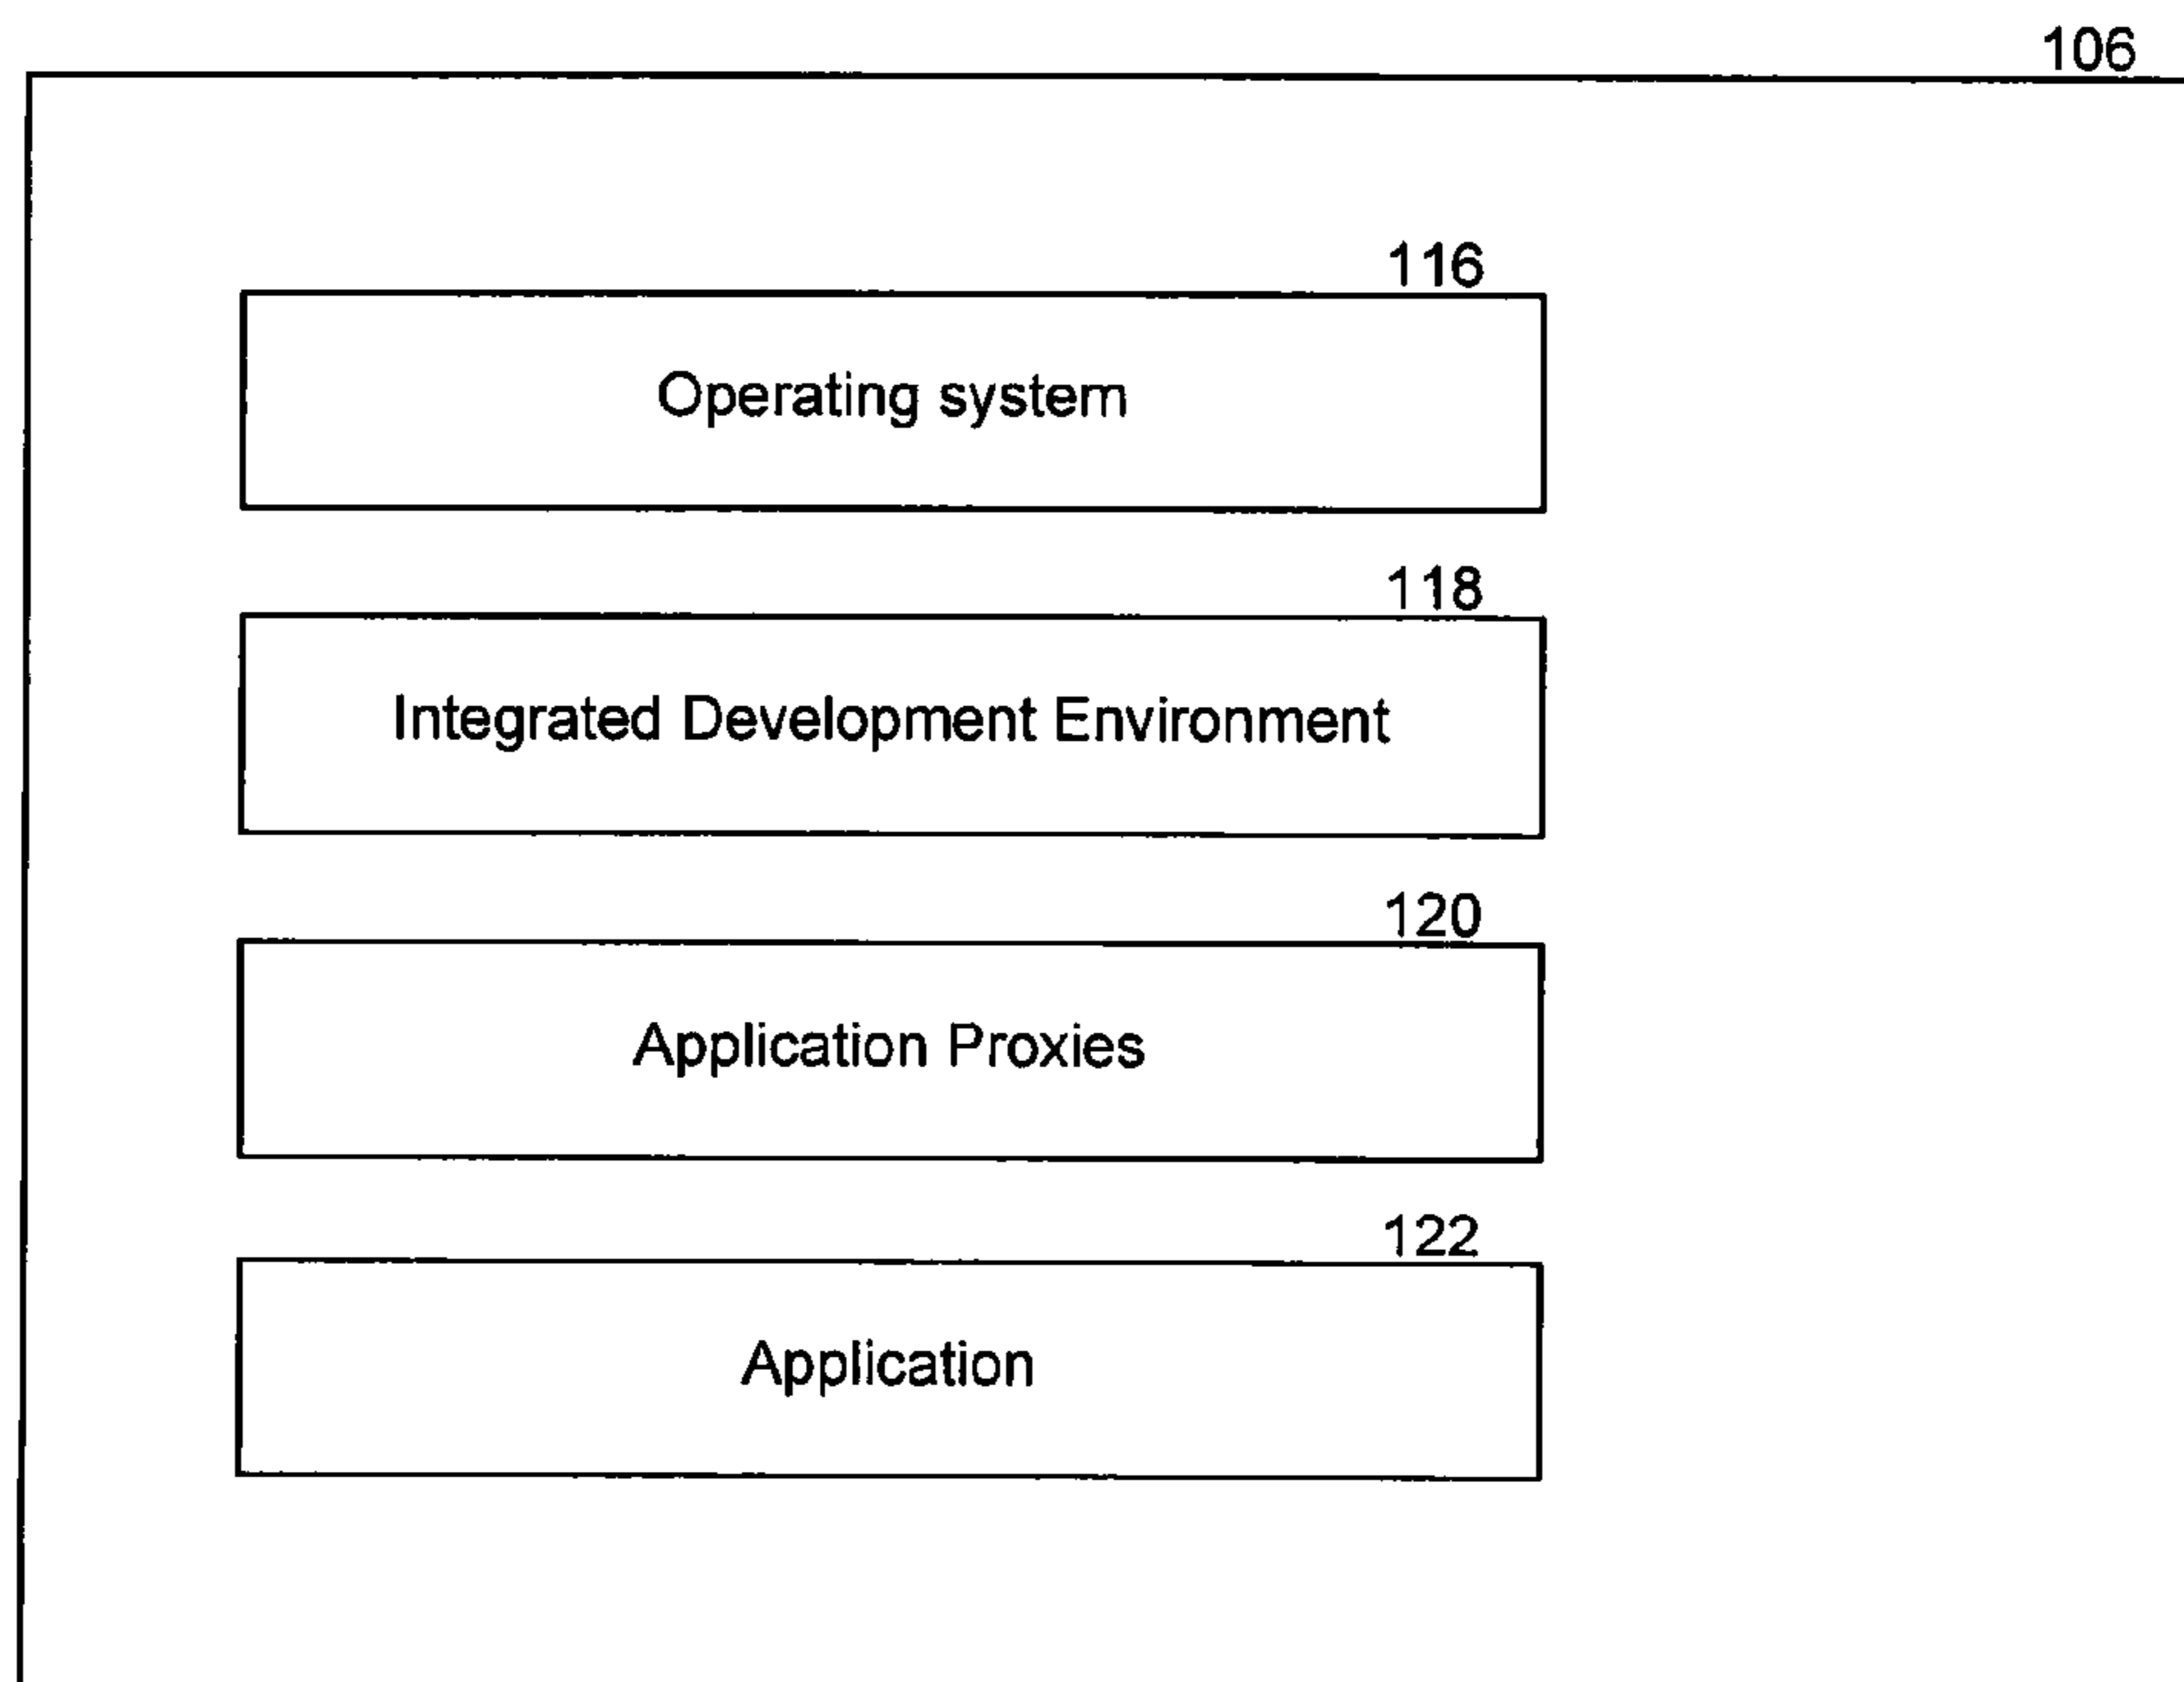 106
116
Operating system
118
Integrated Development Environment
120
Application Proxies
122
Application